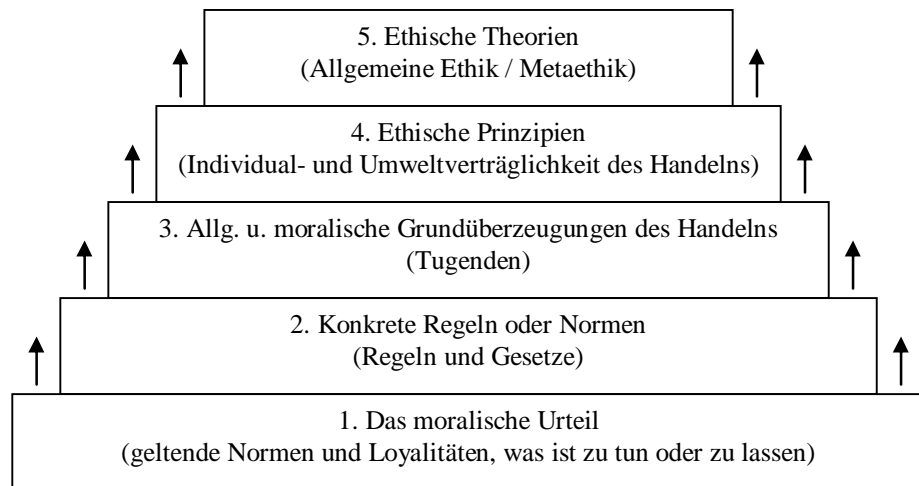 5. Ethische Theorien
(Allgemeine Ethik / Metaethik)
4. Ethische Prinzipien
(Individual- und Umweltverträglichkeit des Handelns)
3. Allg. u. moralische Grundüberzeugungen des Handelns
(Tugenden)
2. Konkrete Regeln oder Normen
(Regeln und Gesetze)
1. Das moralische Urteil
(geltende Normen und Loyalitäten, was ist zu tun oder zu lassen)